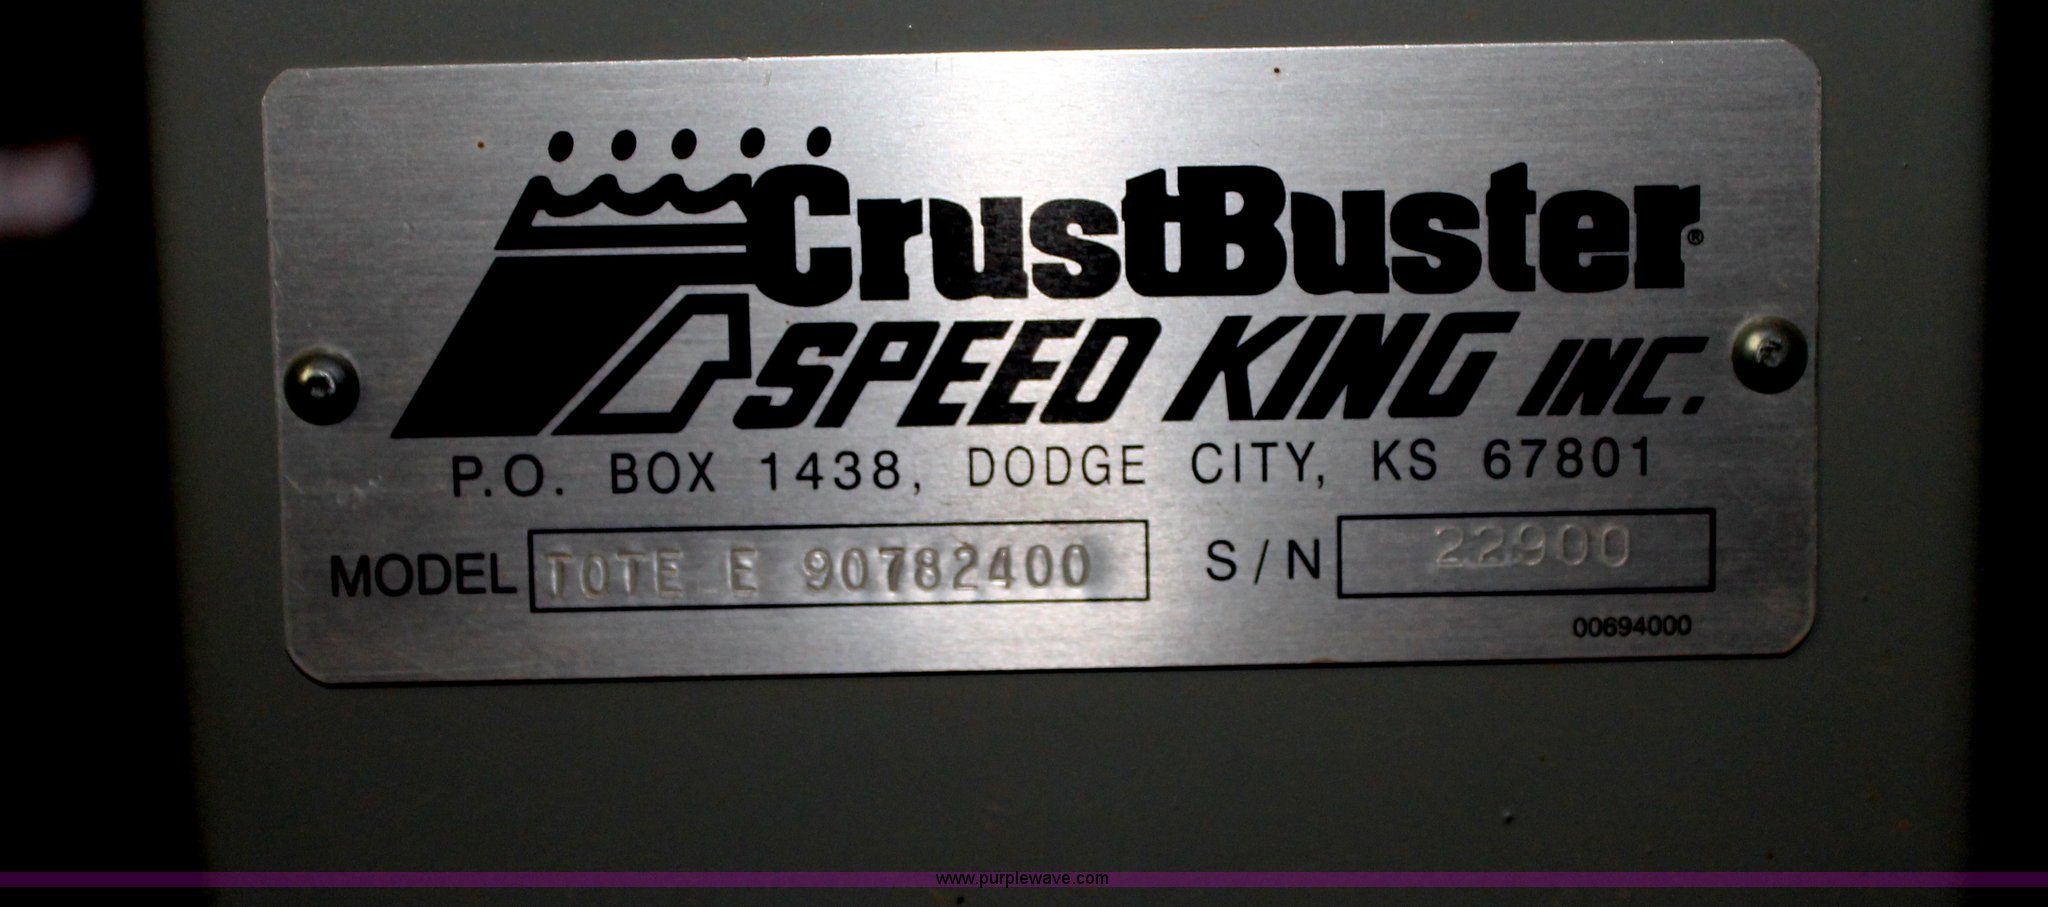 CrustBuster®
SPEED KING INC.
P.O. BOX 1438, DODGE CITY, KS 67801
MODEL TOTE E 90782400 S/N 22900
00694000
www.purplewave.com